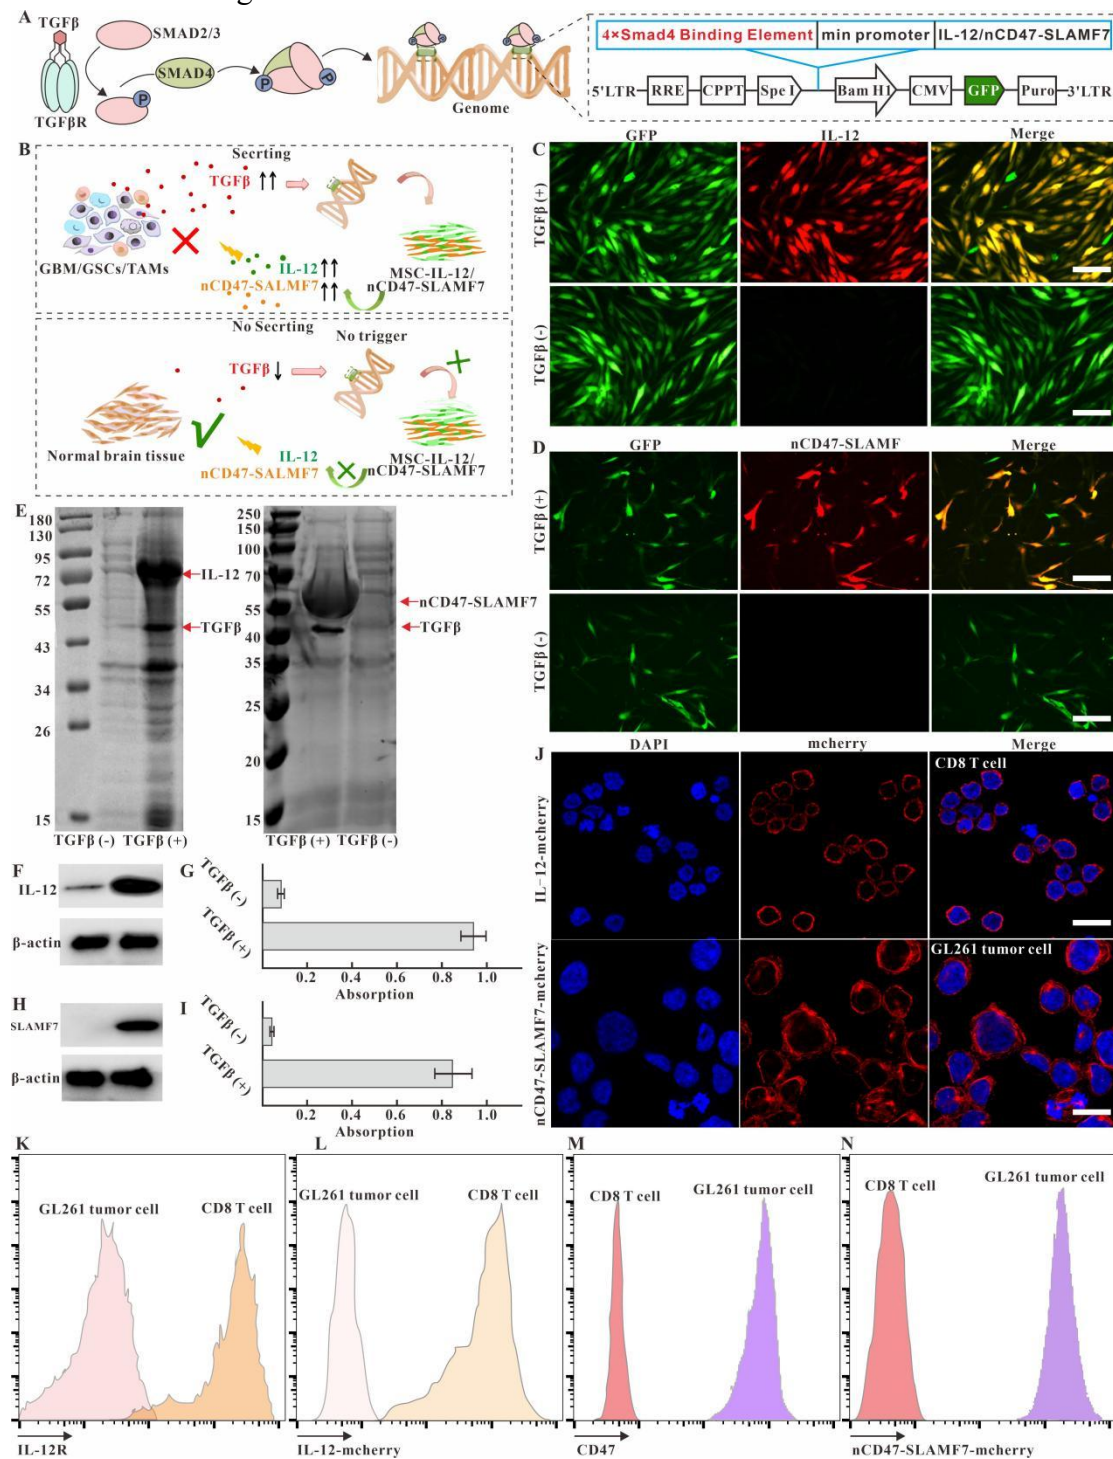 A
TGFβ
SMAD2/3
SMAD4
P
P
P
TGFβR
Genome
4×Smad4 Binding Element
min promoter
IL-12/nCD47-SLAMF7
5'LTR
RRE
CPPT
Spe I
Bam H1
CMV
GFP
Puro
3'LTR
B
Secrting
TGFβ
GBM/GSCs/TAMs
IL-12
nCD47-SALMF7
MSC-IL-12/
nCD47-SLAMF7
No Secrting
No trigger
TGFβ
Normal brain tissue
IL-12
nCD47-SALMF7
MSC-IL-12/
nCD47-SLAMF7
C
GFP
IL-12
Merge
TGFβ (+)
TGFβ (-)
D
GFP
nCD47-SLAMF
Merge
TGFβ (+)
TGFβ (-)
E
180
130
95
72
55
43
34
26
15
IL-12
TGFβ
TGFβ (-)
TGFβ (+)
250
150
100
70
50
40
35
25
20
15
nCD47-SLAMF7
TGFβ
TGFβ (+)
TGFβ (-)
F
IL-12
β-actin
G
TGFβ (-)
TGFβ (+)
0.2
0.4
0.6
0.8
1.0
Absorption
H
SLAMF7
β-actin
I
TGFβ (-)
TGFβ (+)
0.2
0.4
0.6
0.8
1.0
Absorption
J
DAPI
mcherry
Merge
IL-12-mcherry
CD8 T cell
nCD47-SLAMF7-mcherry
GL261 tumor cell
K
GL261 tumor cell
CD8 T cell
IL-12R
L
GL261 tumor cell
CD8 T cell
IL-12-mcherry
M
CD8 T cell
GL261 tumor cell
CD47
N
CD8 T cell
GL261 tumor cell
nCD47-SLAMF7-mcherry